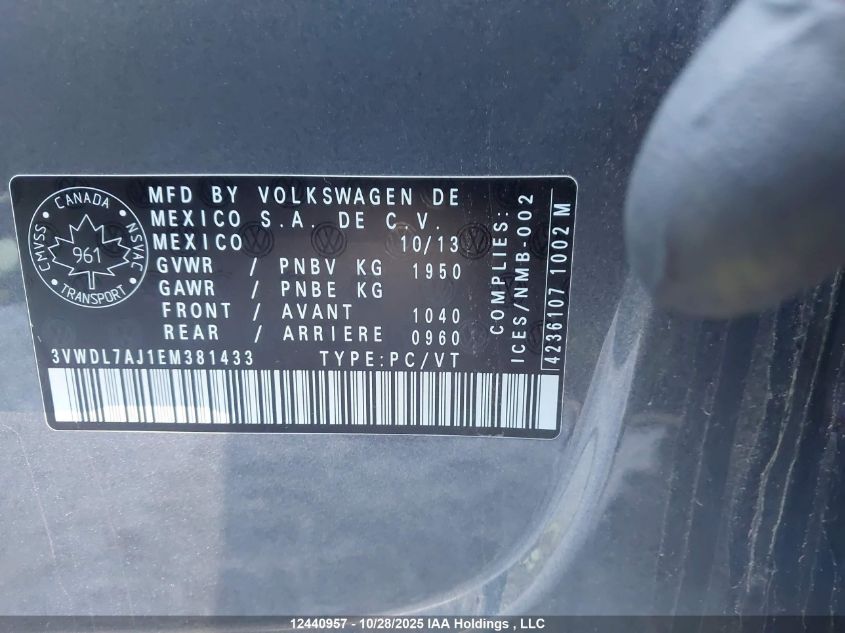 CANADA
CMVSS
NSVAC
961
TRANSPORT
MFD BY VOLKSWAGEN DE
MEXICO S.A. DE C.V.
MEXICO 10/13
GVWR / PNBV KG 1950
GAWR / PNBE KG
FRONT / AVANT 1040
REAR / ARRIERE 0960
3VWDL7AJ1EM381433 TYPE:PC/VT
COMPLIES:
ICES/NMB-002
4236107 1002 M
12440957 - 10/28/2025 IAA Holdings , LLC